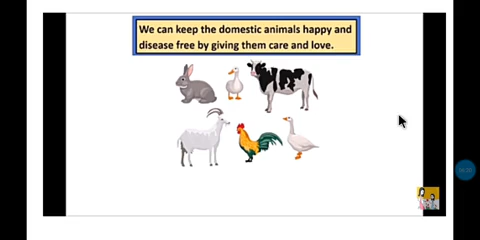 We can keep the domestic animals happy and
disease free by giving them care and love.